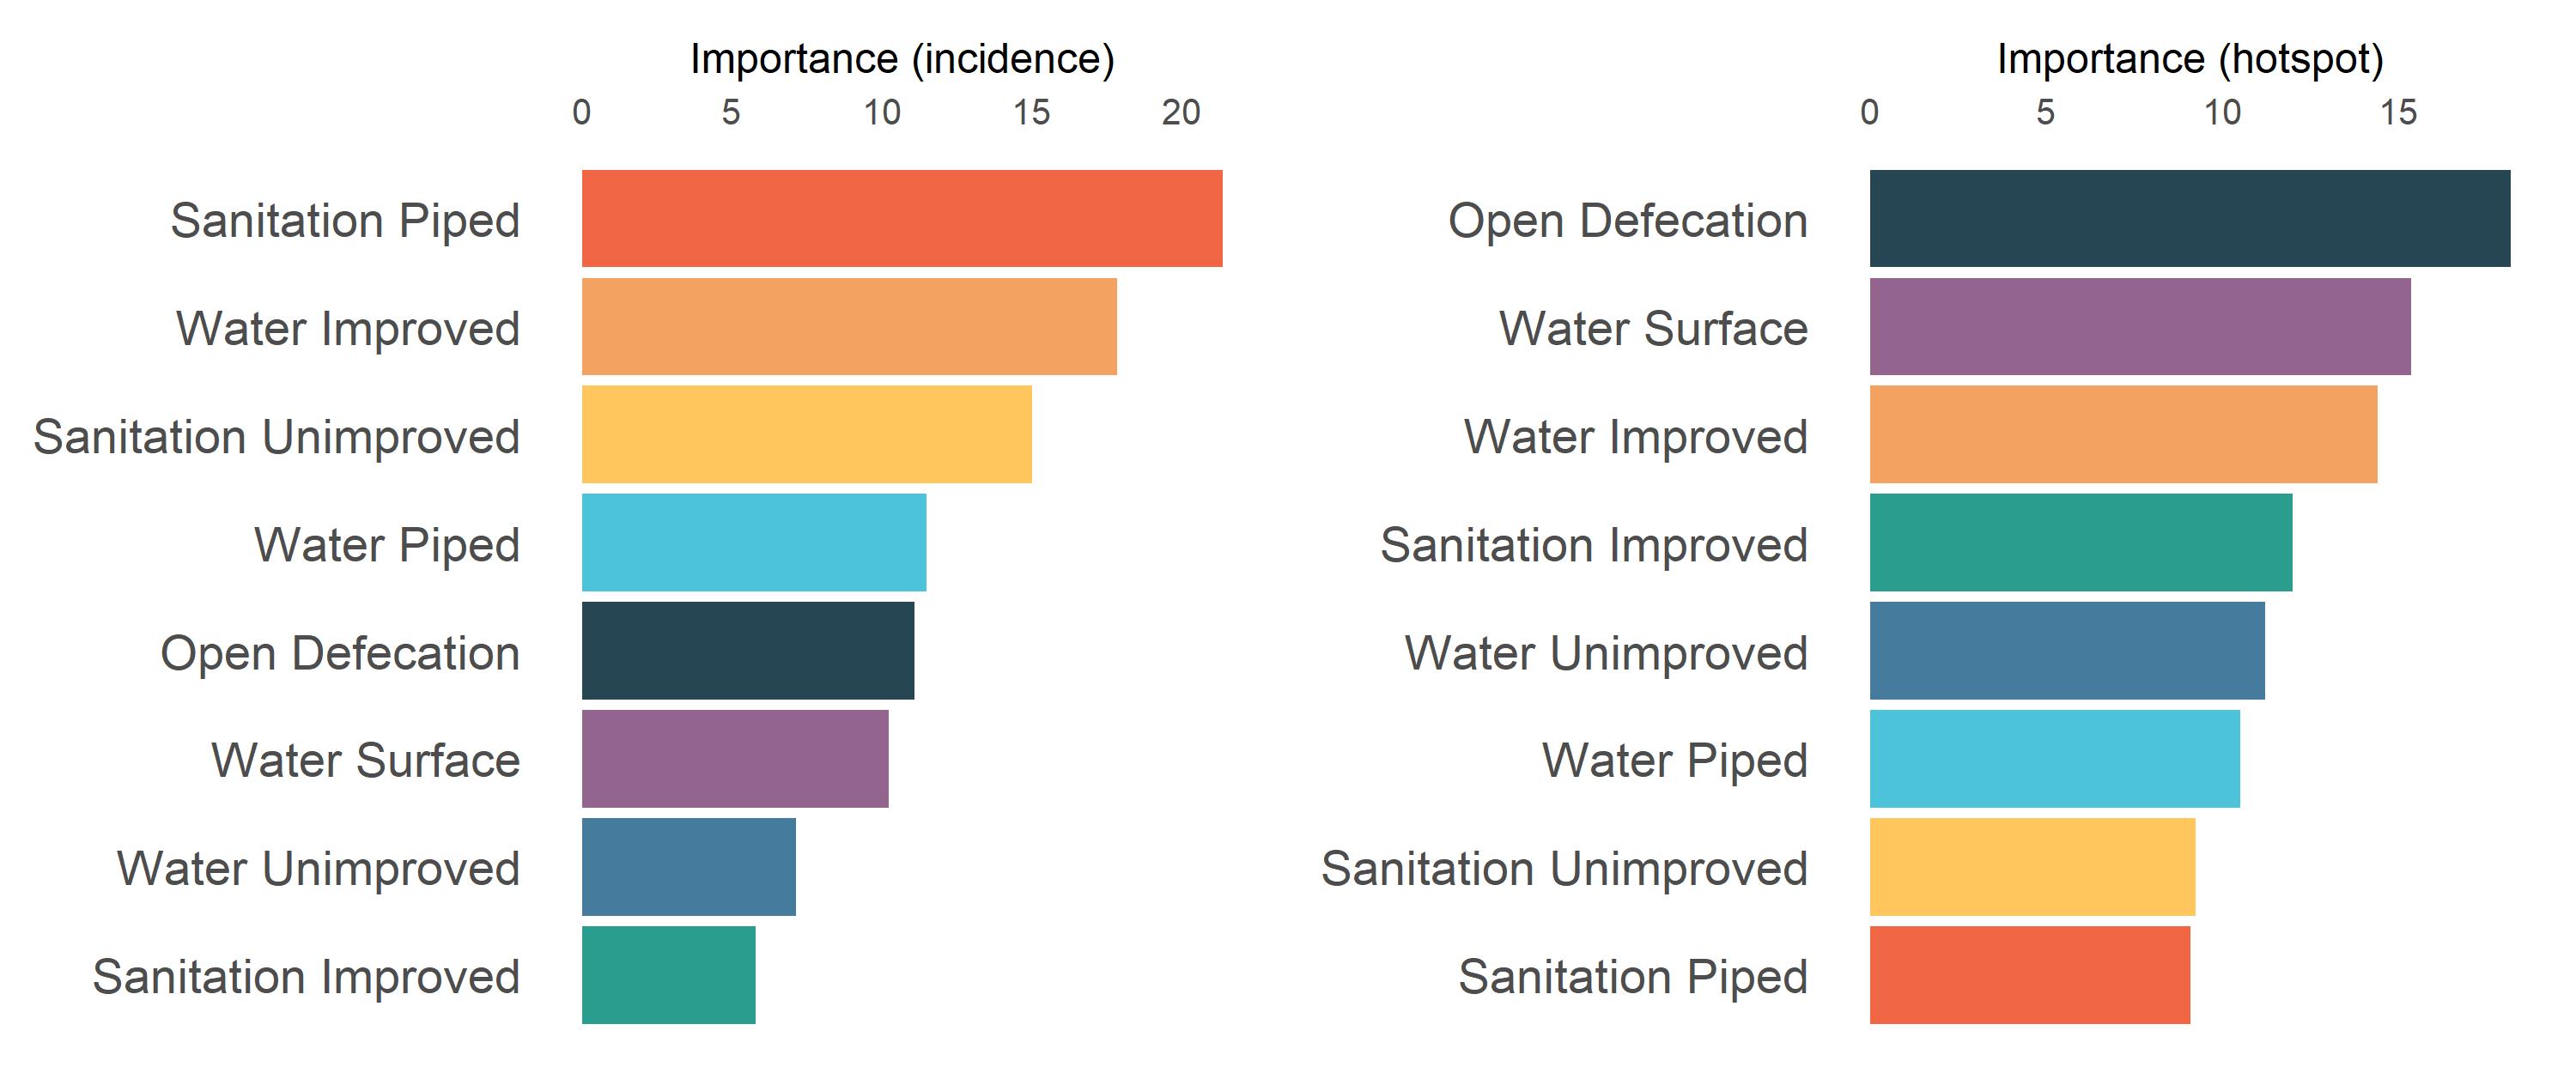 Importance (incidence)
0 5 10 15 20
Sanitation Piped
Water Improved
Sanitation Unimproved
Water Piped
Open Defecation
Water Surface
Water Unimproved
Sanitation Improved
Importance (hotspot)
0 5 10 15
Open Defecation
Water Surface
Water Improved
Sanitation Improved
Water Unimproved
Water Piped
Sanitation Unimproved
Sanitation Piped